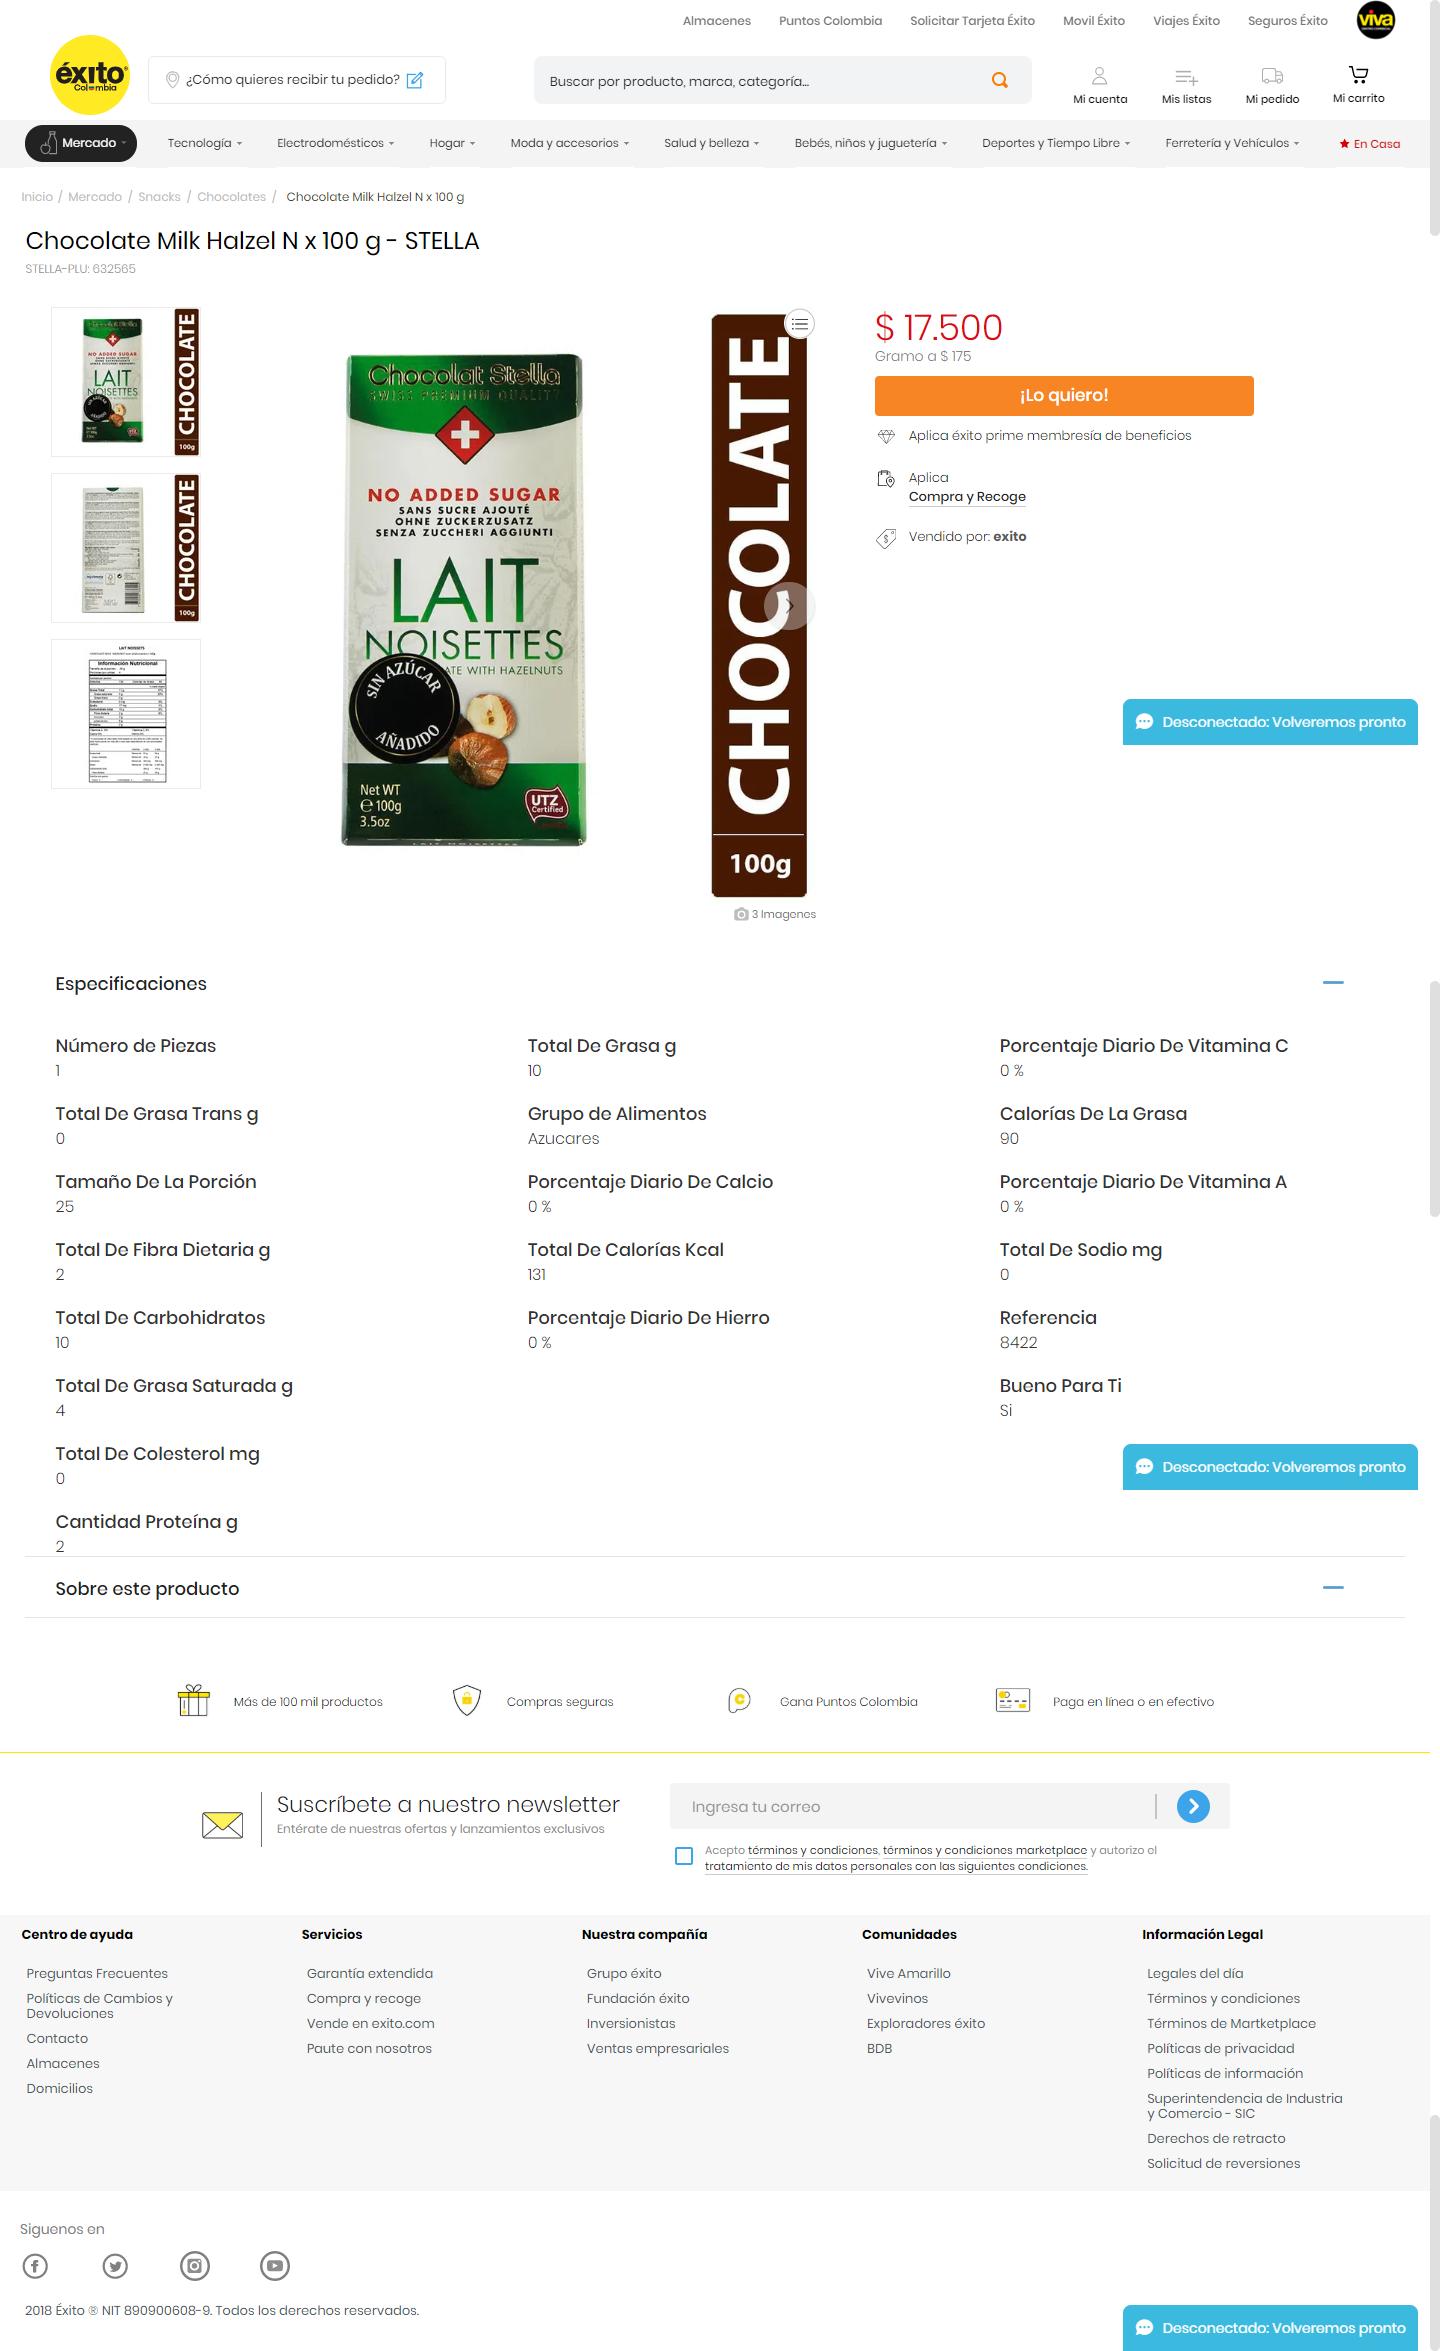 Almacenes Puntos Colombia Solicitar Tarjeta Éxito Movil Éxito Viajes Éxito Seguros Éxito viva
éxito
Colombia
¿Cómo quieres recibir tu pedido?
Buscar por producto, marca, categoría...
Mi cuenta Mis listas Mi pedido Mi carrito
Mercado Tecnología Electrodomésticos Hogar Moda y accesorios Salud y belleza Bebés, niños y juguetería Deportes y Tiempo Libre Ferretería y Vehículos En Casa
Inicio / Mercado / Snacks / Chocolates / Chocolate Milk Halzel N x 100 g
Chocolate Milk Halzel N x 100 g - STELLA
STELLA-PLU: 632565
Chocolat Stella
SWISS PREMIUM QUALITY
NO ADDED SUGAR
SANS SUCRE AJOUTÉ
OHNE ZUCKERZUSATZ
SENZA ZUCCHERI AGGIUNTI
LAIT
NOISETTES
ATE WITH HAZELNUTS
SIN AZÚCAR
AÑADIDO
Net WT
e 100g
3.5oz
UTZ
Certified
CHOCOLATE
100g
NO ADDED SUGAR
LAIT
NOISETTES
CHOCOLATE
100g
CHOCOLATE
100g
Información Nutricional
3 Imagenes
$ 17.500
Gramo a $ 175
¡Lo quiero!
Aplica éxito prime membresía de beneficios
Aplica
Compra y Recoge
Vendido por: exito
Desconectado: Volveremos pronto
Especificaciones
Número de Piezas
1
Total De Grasa Trans g
0
Tamaño De La Porción
25
Total De Fibra Dietaria g
2
Total De Carbohidratos
10
Total De Grasa Saturada g
4
Total De Colesterol mg
0
Cantidad Proteína g
2
Total De Grasa g
10
Grupo de Alimentos
Azucares
Porcentaje Diario De Calcio
0 %
Total De Calorías Kcal
131
Porcentaje Diario De Hierro
0 %
Porcentaje Diario De Vitamina C
0 %
Calorías De La Grasa
90
Porcentaje Diario De Vitamina A
0 %
Total De Sodio mg
0
Referencia
8422
Bueno Para Ti
Si
Desconectado: Volveremos pronto
Sobre este producto
Más de 100 mil productos Compras seguras Gana Puntos Colombia Paga en línea o en efectivo
Suscríbete a nuestro newsletter
Entérate de nuestras ofertas y lanzamientos exclusivos
Ingresa tu correo
Acepto términos y condiciones, términos y condiciones marketplace y autorizo el
tratamiento de mis datos personales con las siguientes condiciones.
Centro de ayuda
Preguntas Frecuentes
Políticas de Cambios y
Devoluciones
Contacto
Almacenes
Domicilios
Servicios
Garantía extendida
Compra y recoge
Vende en exito.com
Paute con nosotros
Nuestra compañía
Grupo éxito
Fundación éxito
Inversionistas
Ventas empresariales
Comunidades
Vive Amarillo
Vivevinos
Exploradores éxito
BDB
Información Legal
Legales del día
Términos y condiciones
Términos de Martketplace
Políticas de privacidad
Políticas de información
Superintendencia de Industria
y Comercio - SIC
Derechos de retracto
Solicitud de reversiones
Siguenos en
2018 Éxito ® NIT 890900608-9. Todos los derechos reservados.
Desconectado: Volveremos pronto